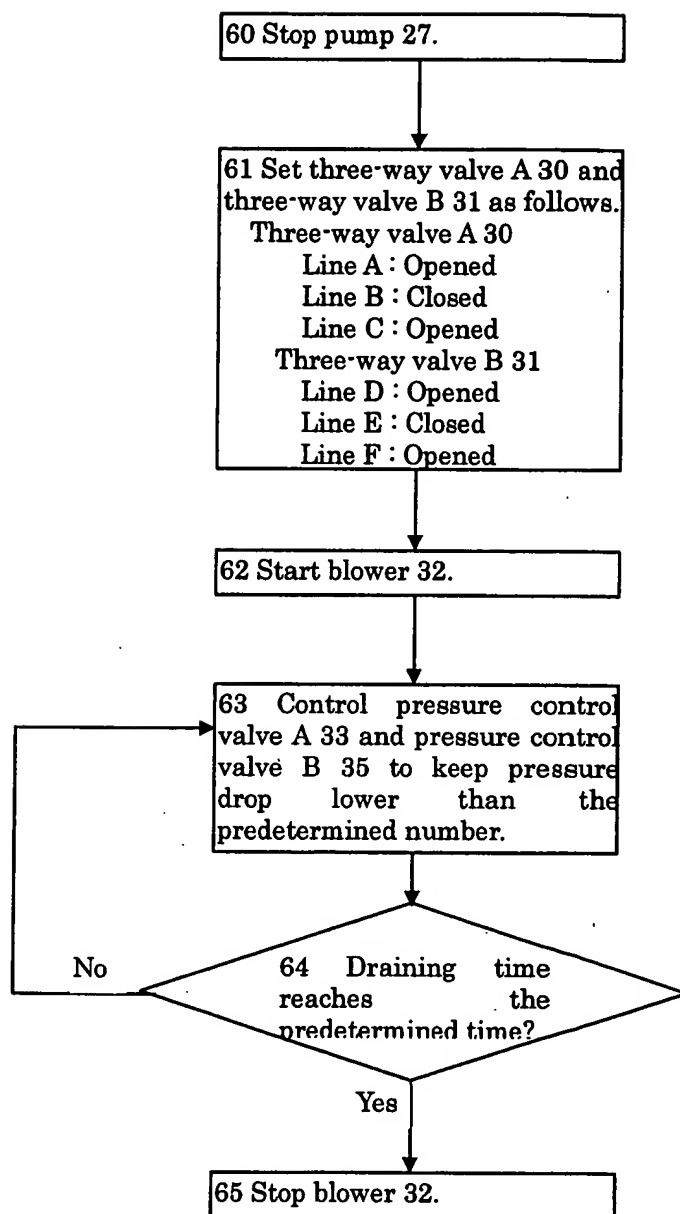 60 Stop pump 27.
61 Set three-way valve A 30 and
three-way valve B 31 as follows.
Three-way valve A 30
Line A : Opened
Line B : Closed
Line C : Opened
Three-way valve B 31
Line D : Opened
Line E : Closed
Line F : Opened
62 Start blower 32.
63 Control pressure control
valve A 33 and pressure control
valve B 35 to keep pressure
drop lower than the
predetermined number.
64 Draining time
reaches the
predetermined time?
No
Yes
65 Stop blower 32.